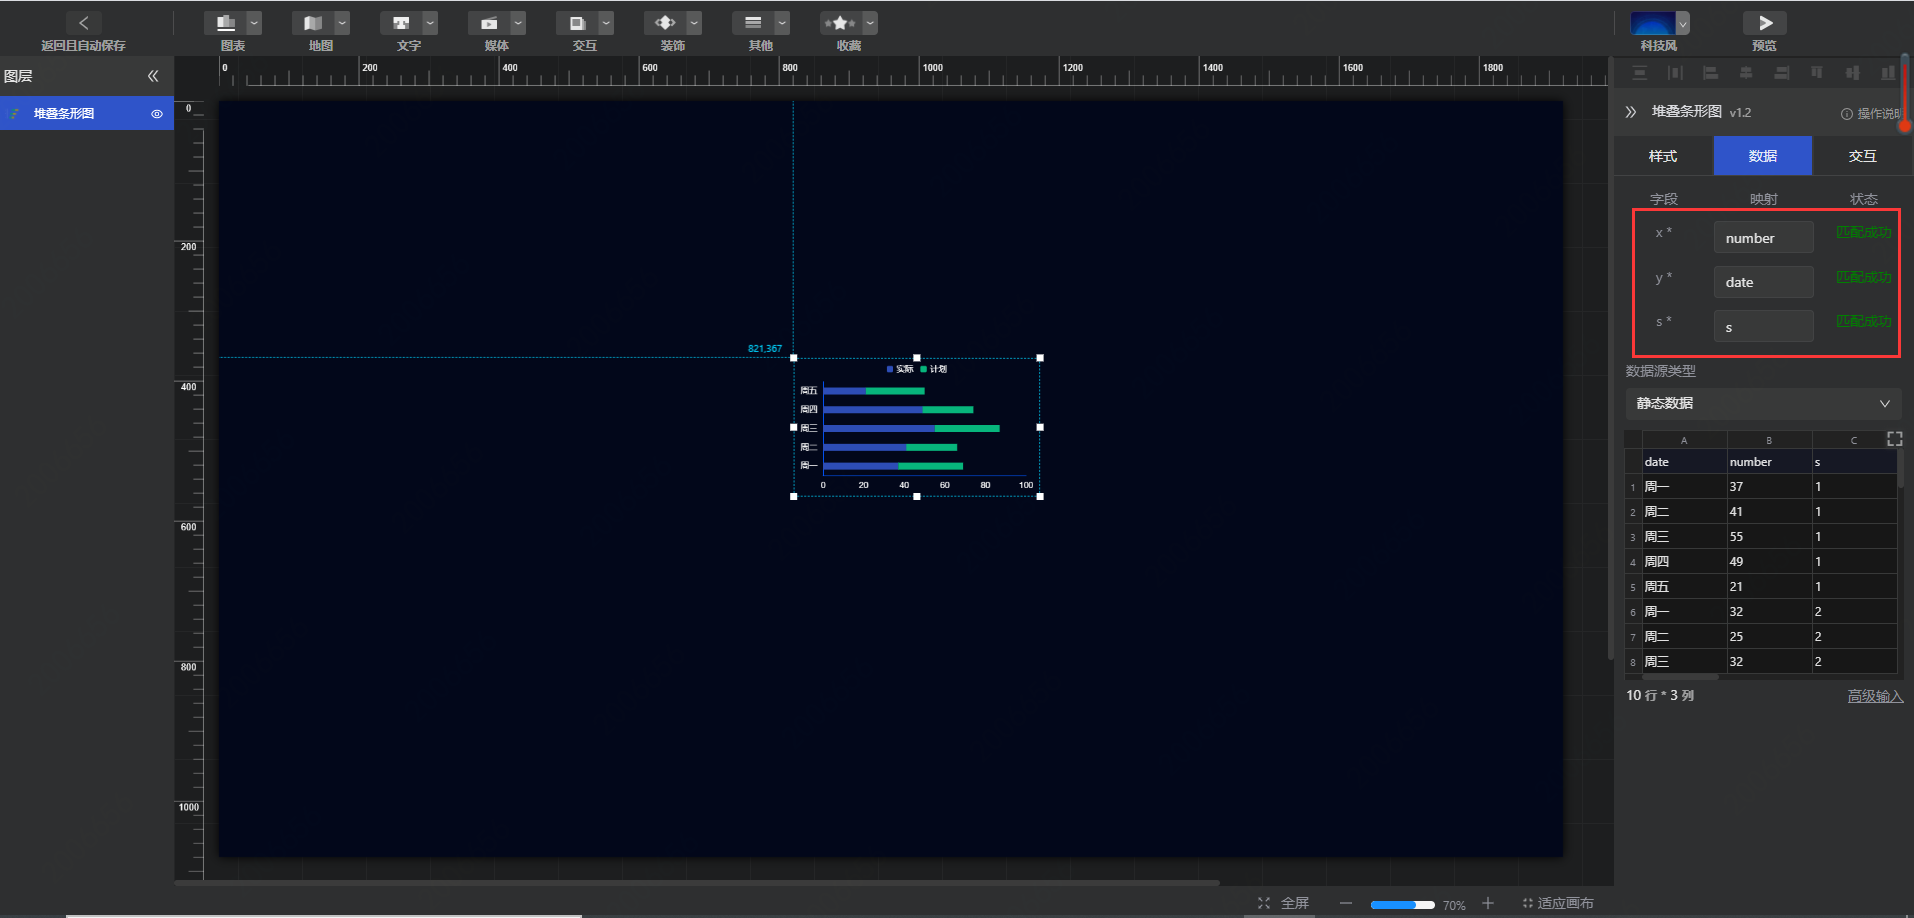 返回且自动保存
图表
地图
文字
媒体
交互
装饰
其他
收藏
科技风
预览
图层
堆叠条形图
0 200 400 600 800 1000 1200 1400 1600 1800
0
200
400
600
800
1000
821,367
实际 计划
周五
周四
周三
周二
周一
0 20 40 60 80 100
堆叠条形图 v1.2
操作说明
样式 数据 交互
字段 映射 状态
x * number 匹配成功
y * date 匹配成功
s * s 匹配成功
数据源类型
静态数据
A B C
date number s
1 周一 37 1
2 周二 41 1
3 周三 55 1
4 周四 49 1
5 周五 21 1
6 周一 32 2
7 周二 25 2
8 周三 32 2
10 行 * 3 列
高级输入
全屏 70% 适应画布